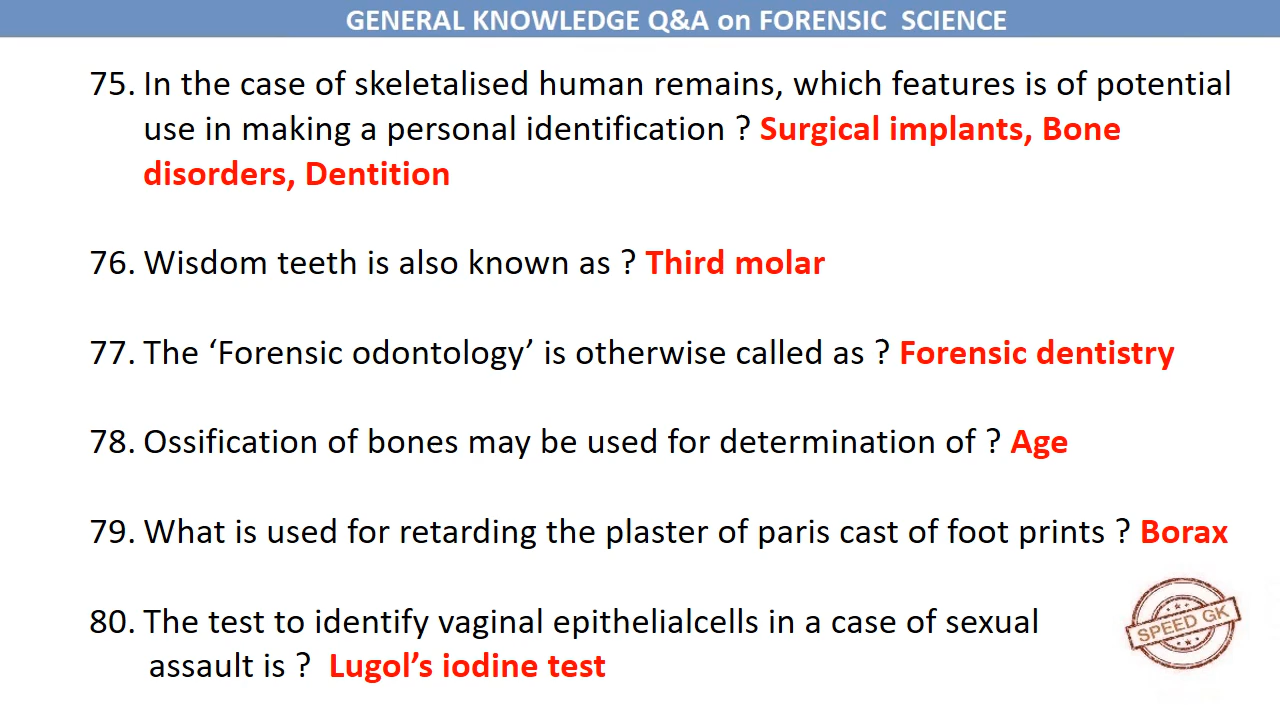 GENERAL KNOWLEDGE Q&A on FORENSIC SCIENCE
75. In the case of skeletalised human remains, which features is of potential
use in making a personal identification ? Surgical implants, Bone
disorders, Dentition
76. Wisdom teeth is also known as ? Third molar
77. The ‘Forensic odontology’ is otherwise called as ? Forensic dentistry
78. Ossification of bones may be used for determination of ? Age
79. What is used for retarding the plaster of paris cast of foot prints ? Borax
80. The test to identify vaginal epithelialcells in a case of sexual
assault is ? Lugol’s iodine test
SPEED GK